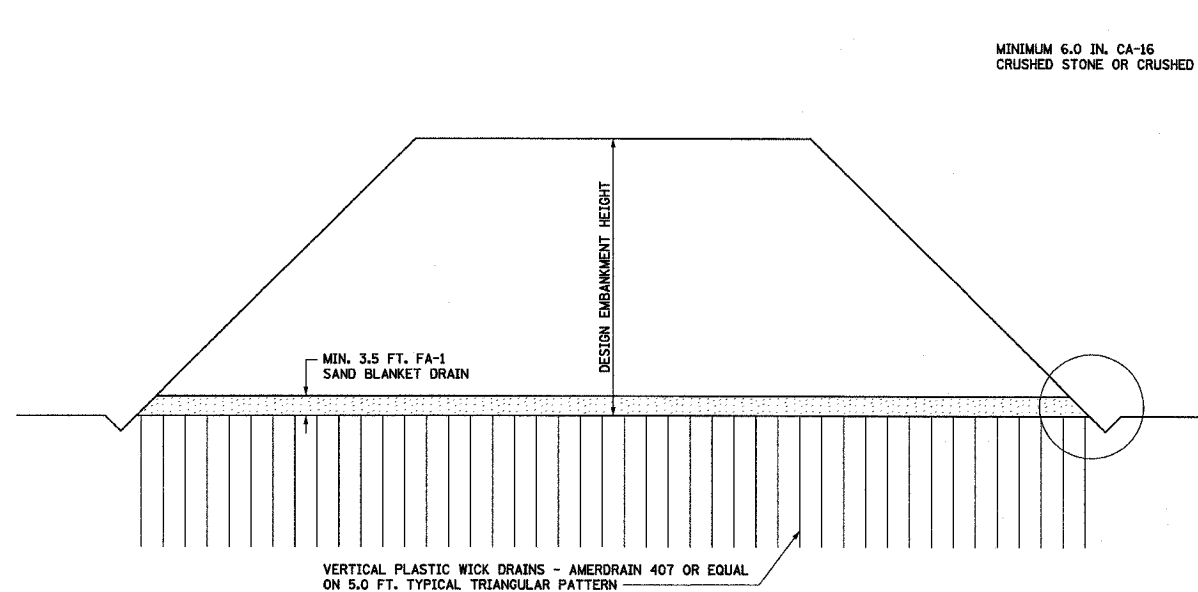 MINIMUM 6.0 IN. CA-16
CRUSHED STONE OR CRUSHED
DESIGN EMBANKMENT HEIGHT
MIN. 3.5 FT. FA-1
SAND BLANKET DRAIN
VERTICAL PLASTIC WICK DRAINS - AMERDRAIN 407 OR EQUAL
ON 5.0 FT. TYPICAL TRIANGULAR PATTERN